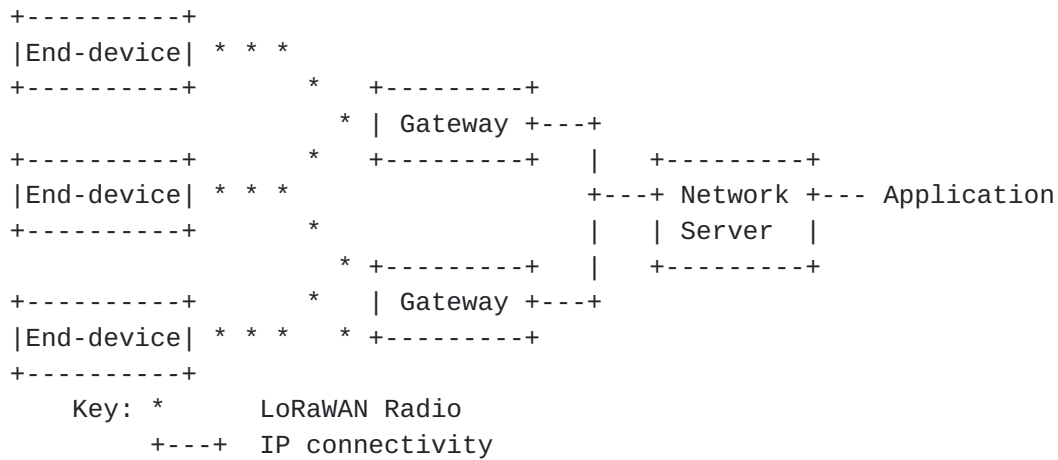 +----------+
|End-device| * * *
+----------+       *   +---------+
                     * | Gateway +---+
+----------+       *   +---------+   |   +---------+
|End-device| * * *                   +---+ Network +--- Application
+----------+       *                 |   | Server  |
                     * +---------+   |   +---------+
+----------+       *   | Gateway +---+
|End-device| * * *   * +---------+
+----------+
    Key: *      LoRaWAN Radio
         +---+  IP connectivity